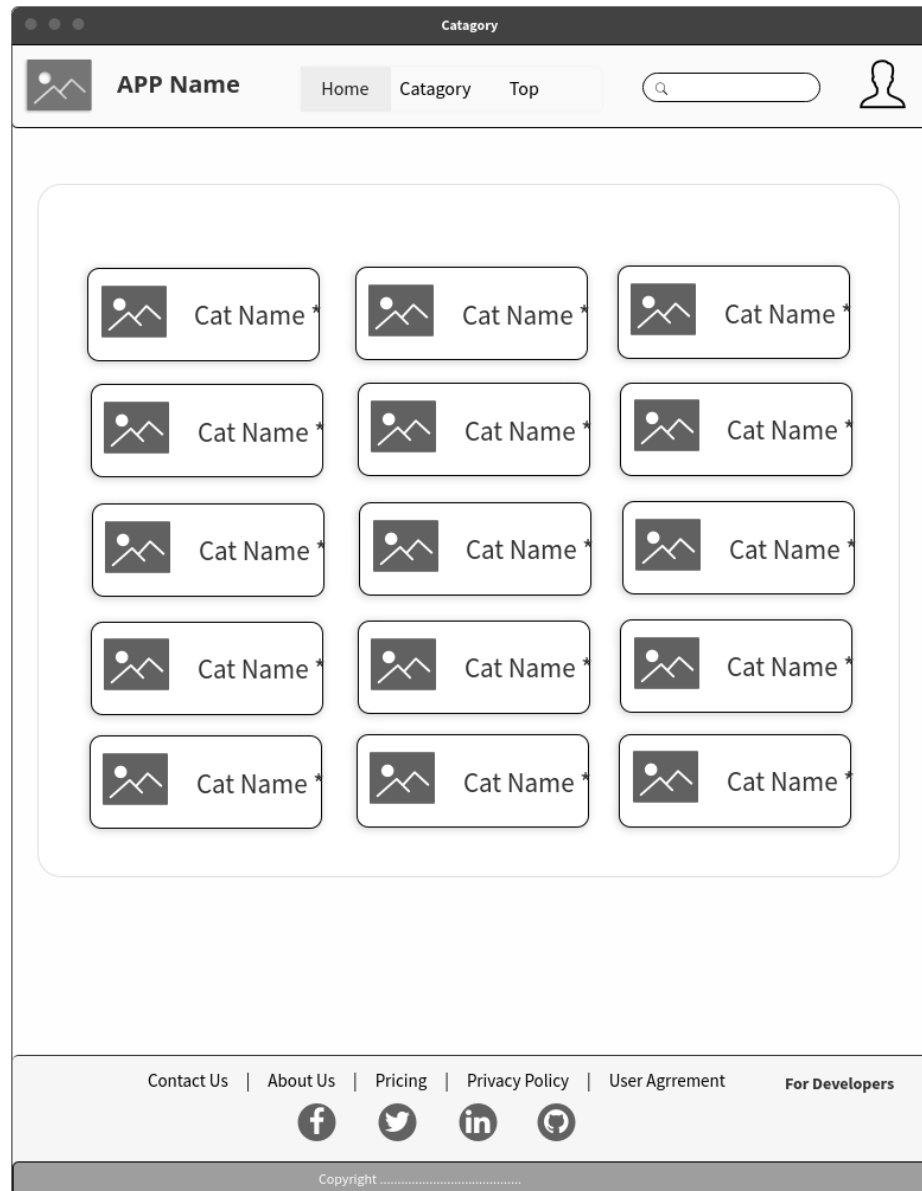 Catagory
APP Name Home Catagory Top
Cat Name * Cat Name * Cat Name *
Cat Name * Cat Name * Cat Name *
Cat Name * Cat Name * Cat Name *
Cat Name * Cat Name * Cat Name *
Cat Name * Cat Name * Cat Name *
Contact Us | About Us | Pricing | Privacy Policy | User Agrrement For Developers
Copyright ........................................